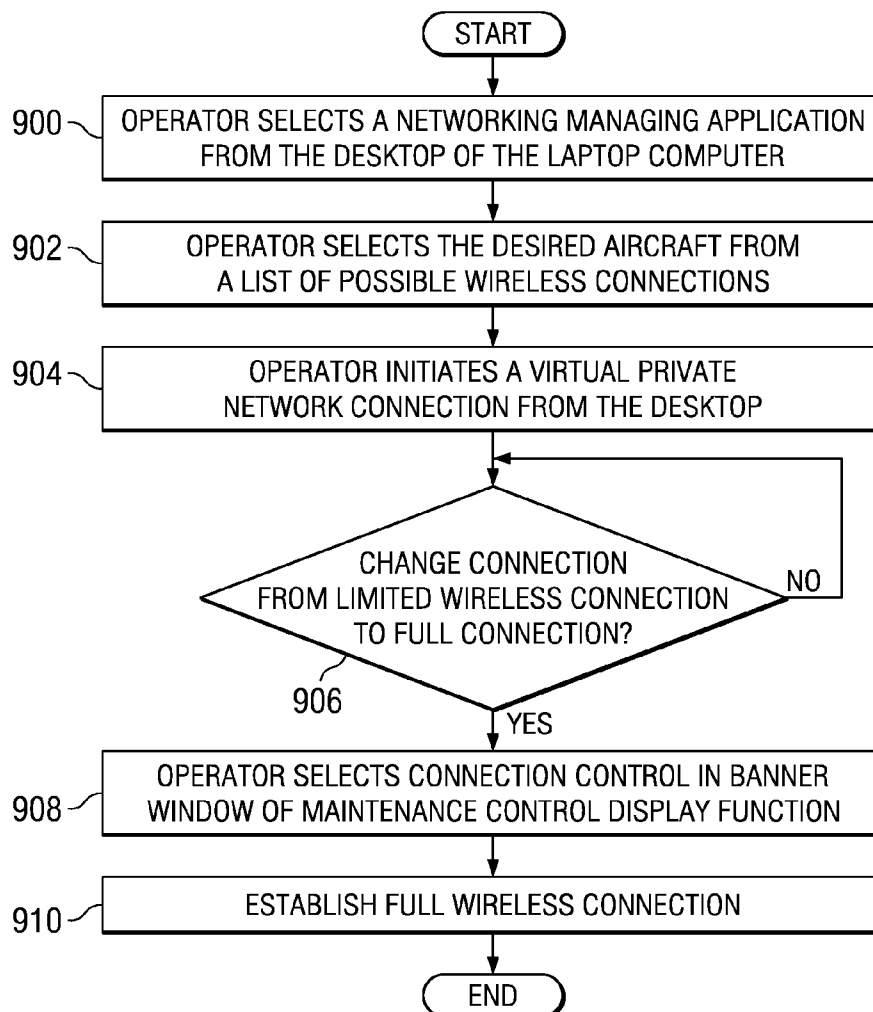 START
900
OPERATOR SELECTS A NETWORKING MANAGING APPLICATION
FROM THE DESKTOP OF THE LAPTOP COMPUTER
902
OPERATOR SELECTS THE DESIRED AIRCRAFT FROM
A LIST OF POSSIBLE WIRELESS CONNECTIONS
904
OPERATOR INITIATES A VIRTUAL PRIVATE
NETWORK CONNECTION FROM THE DESKTOP
CHANGE CONNECTION
FROM LIMITED WIRELESS CONNECTION
TO FULL CONNECTION?
NO
906
YES
908
OPERATOR SELECTS CONNECTION CONTROL IN BANNER
WINDOW OF MAINTENANCE CONTROL DISPLAY FUNCTION
910
ESTABLISH FULL WIRELESS CONNECTION
END